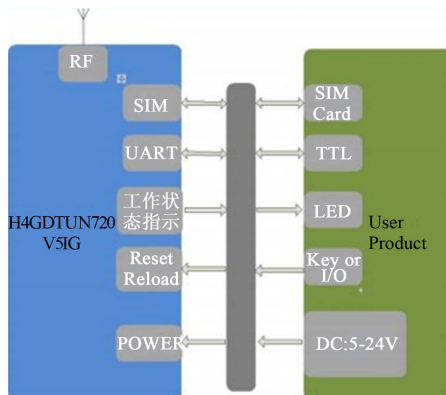 RF
SIM
UART
工作状
态指示
Reset
Reload
POWER
H4GDTUN720
V5IG
SIM
Card
TTL
LED
Key or
I/O
DC:5-24V
User
Product